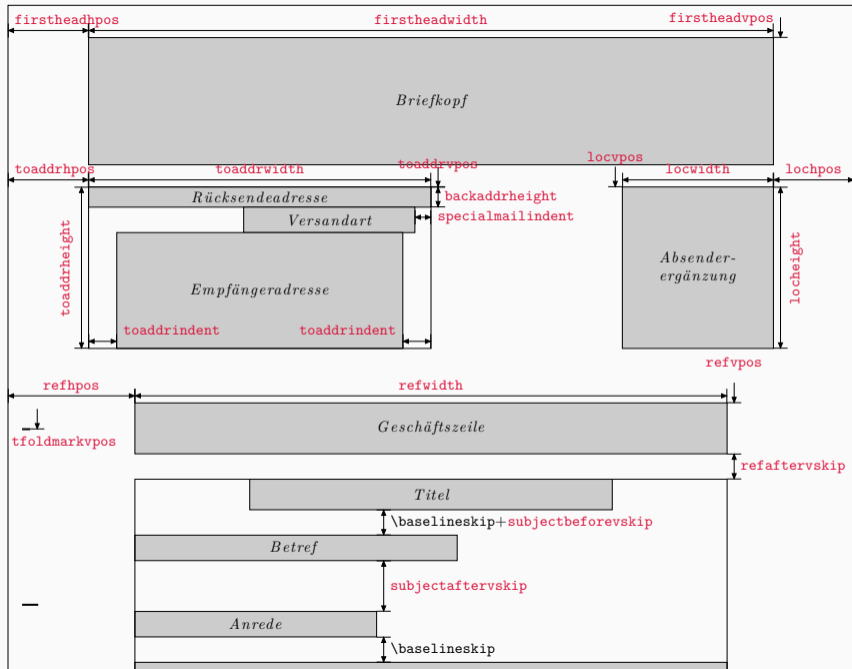 firstheadhpos firstheadwidth firstheadvpos
Briefkopf
toaddrhpos toaddrwidth toaddrvpos locvpos locwidth lochpos
Rücksendeadresse backaddrheight
Versandart specialmailindent
toaddrheight Empfängeradresse Absender-
ergänzung locheight
toaddrindent toaddrindent
refvpos
refhpos refwidth
tfoldmarkvpos Geschäftszeile
refaftervskip
Titel
\baselineskip+subjectbeforevskip
Betref
subjectaftervskip
Anrede
\baselineskip